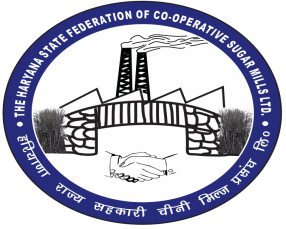 • THE HARYANA STATE FEDERATION OF CO-OPERATIVE SUGAR MILLS LTD. •
हरियाणा राज्य सहकारी चीनी मिल्ज प्रसंघ लि०